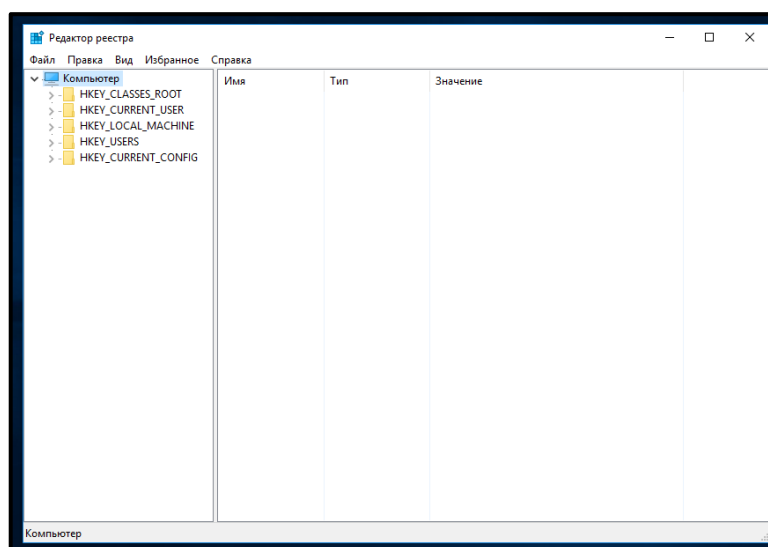 Редактор реестра
Файл Правка Вид Избранное Справка
Компьютер
HKEY_CLASSES_ROOT
HKEY_CURRENT_USER
HKEY_LOCAL_MACHINE
HKEY_USERS
HKEY_CURRENT_CONFIG
Имя Тип Значение
Компьютер